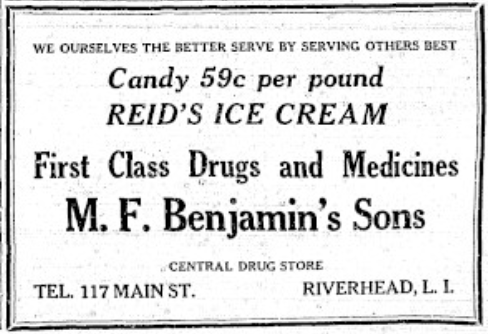 WE OURSELVES THE BETTER SERVE BY SERVING OTHERS BEST
Candy 59c per pound
REID'S ICE CREAM
First Class Drugs and Medicines
M. F. Benjamin's Sons
CENTRAL DRUG STORE
TEL. 117 MAIN ST. RIVERHEAD, L. I.